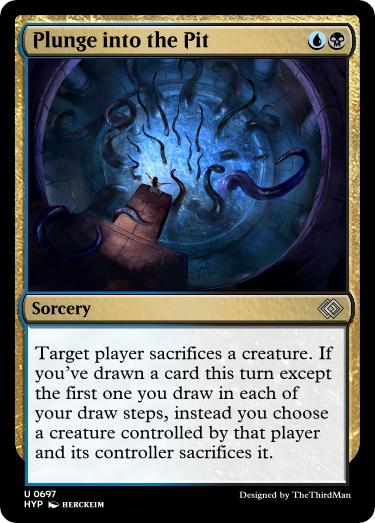 Plunge into the Pit
Sorcery
Target player sacrifices a creature. If
you've drawn a card this turn except
the first one you draw in each of
your draw steps, instead you choose
a creature controlled by that player
and its controller sacrifices it.
U 0697
HYP HERCKEIM
Designed by TheThirdMan